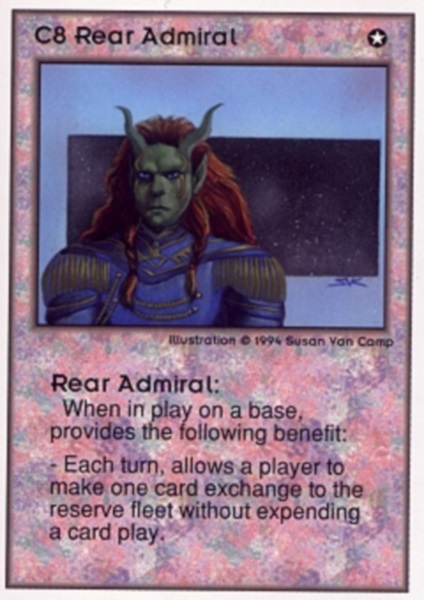 C8 Rear Admiral
SVC
Illustration © 1994 Susan Van Camp
Rear Admiral:
When in play on a base,
provides the following benefit:
- Each turn, allows a player to
make one card exchange to the
reserve fleet without expending
a card play.